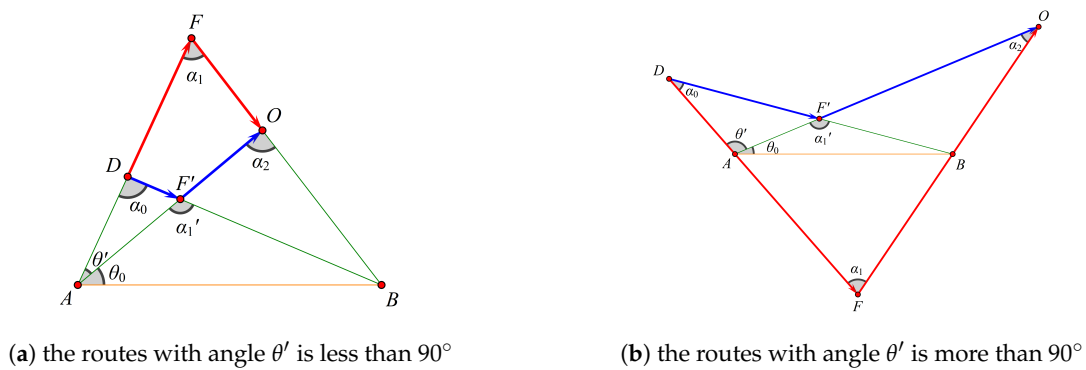 F
α₁
O
α₂
D
F′
α₀
α₁′
θ′
θ₀
A
B
(a) the routes with angle θ′ is less than 90°
O
α₂
D
α₀
F′
α₁′
θ′
θ₀
A
B
α₁
F
(b) the routes with angle θ′ is more than 90°